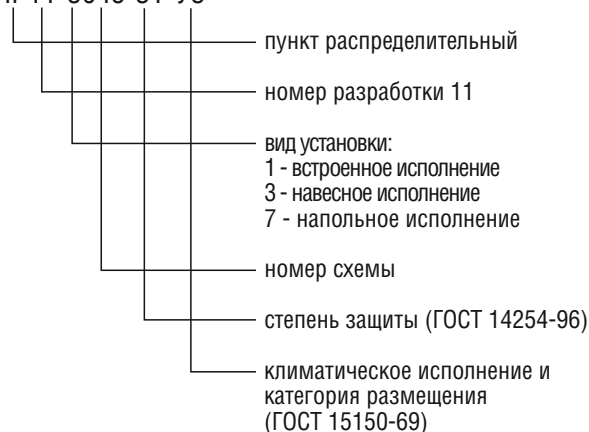 пункт распределительный
номер разработки 11
вид установки:
1 - встроенное исполнение
3 - навесное исполнение
7 - напольное исполнение
номер схемы
степень защиты (ГОСТ 14254-96)
климатическое исполнение и
категория размещения
(ГОСТ 15150-69)